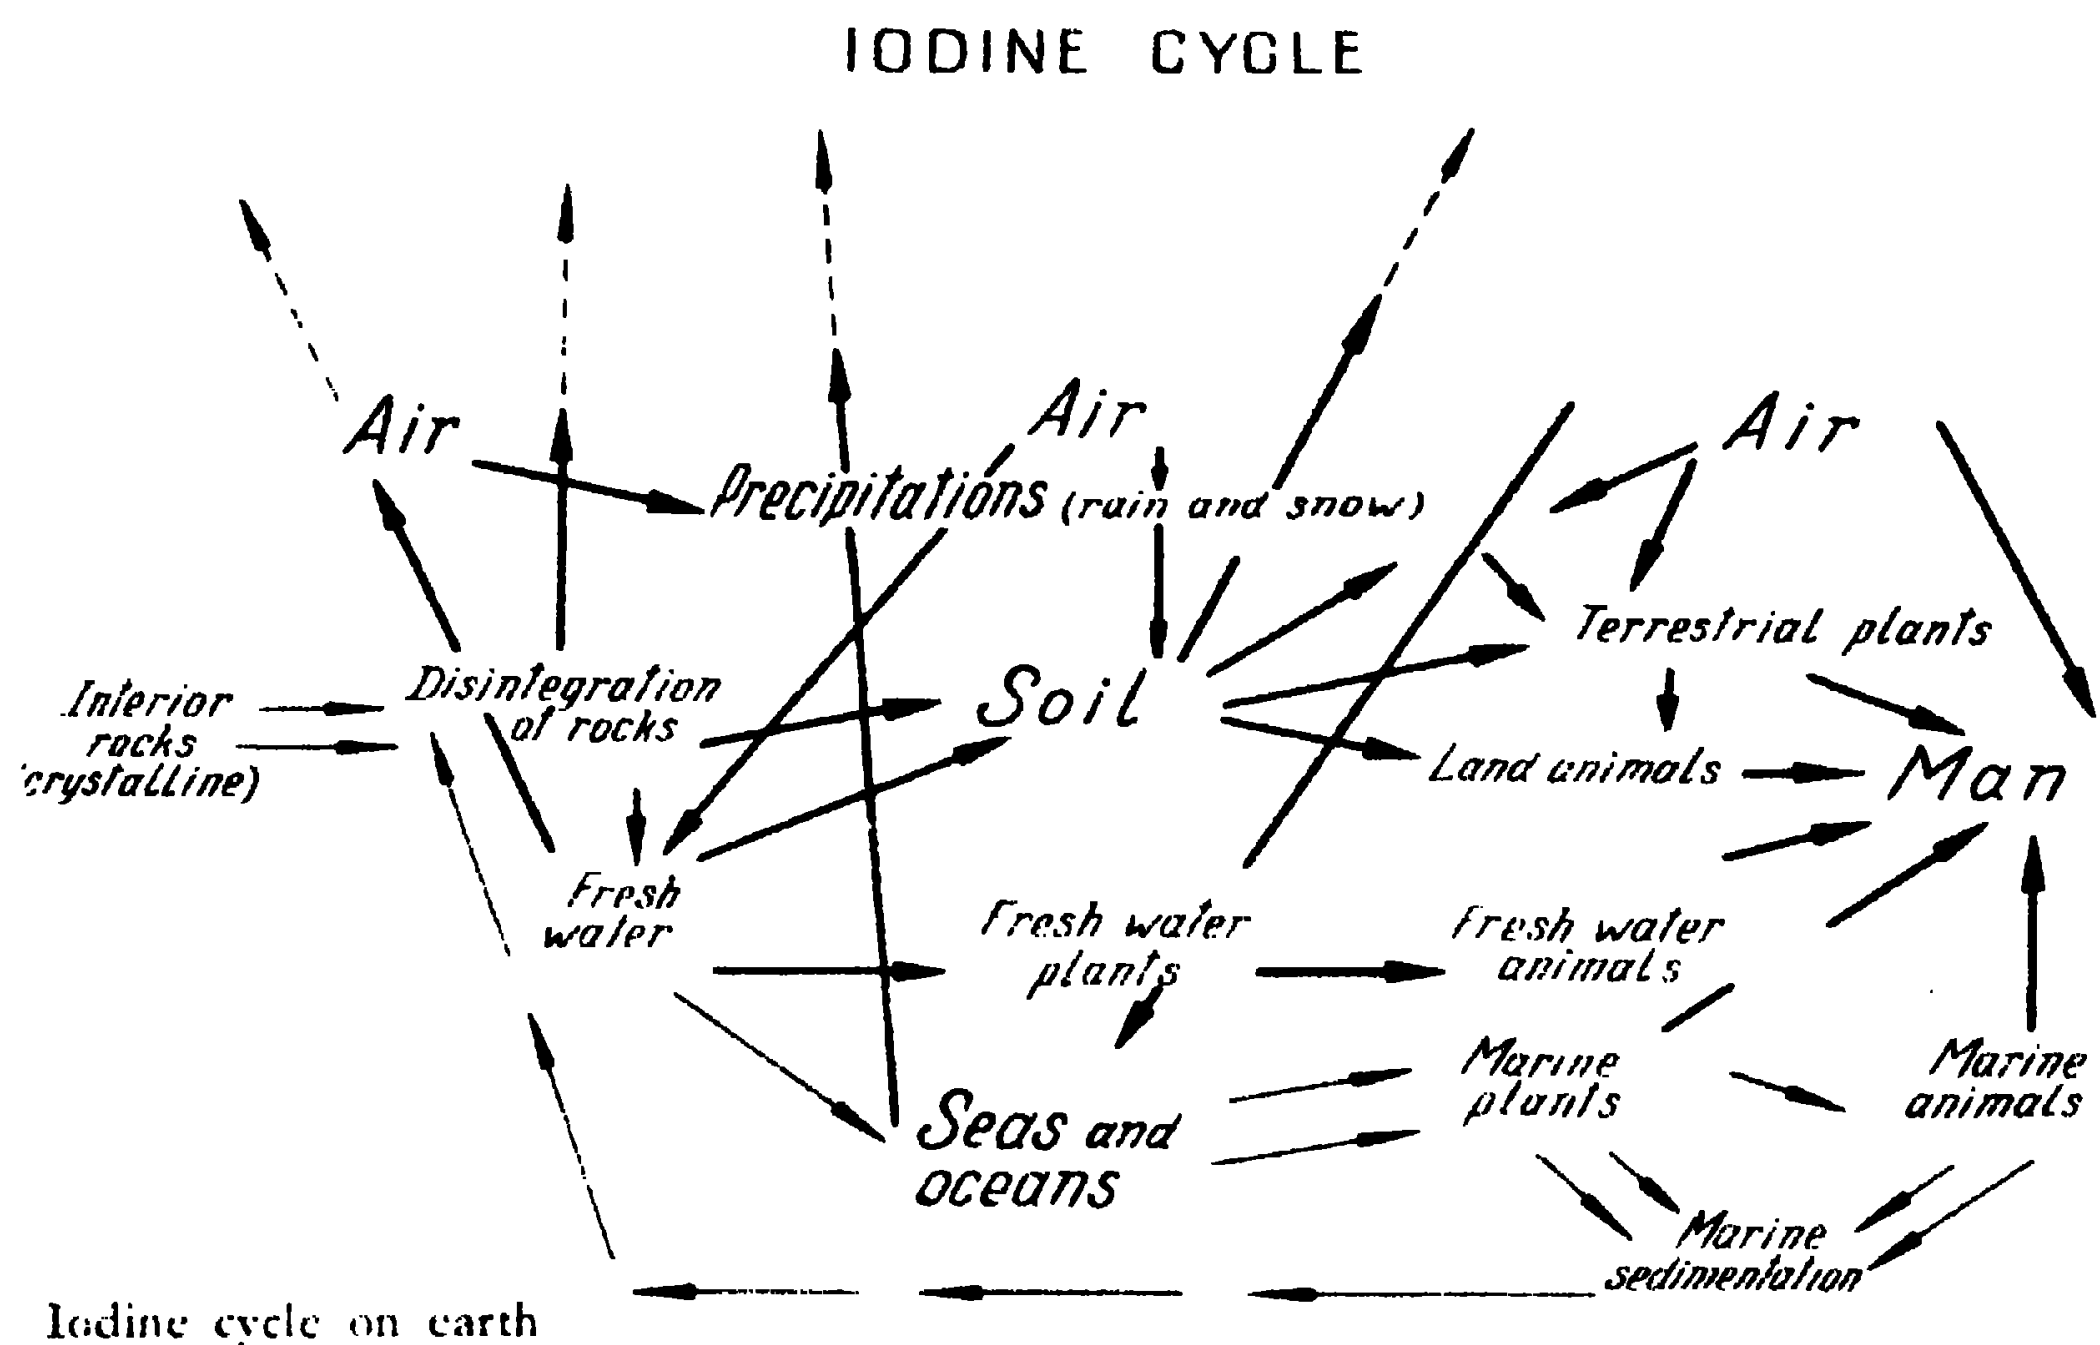 IODINE CYCLE
Air
Air
Air
Precipitations (rain and snow)
Terrestrial plants
Interior
rocks
(crystalline)
Disintegration
of rocks
Soil
Land animals
Man
Fresh
water
Fresh water
plants
Fresh water
animals
Marine
plants
Marine
animals
Seas and
oceans
Marine
sedimentation
Iodine cycle on earth